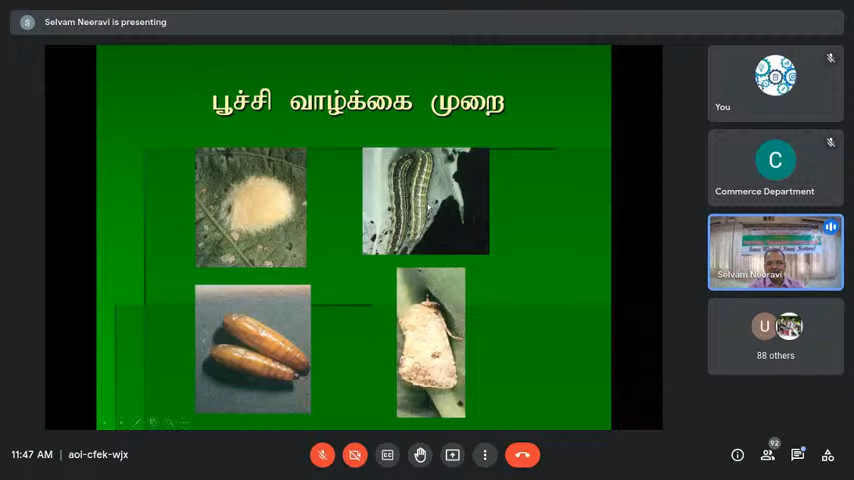 S
Selvam Neeravi is presenting
பூச்சி வாழ்க்கை முறை
You
C
Commerce Department
Selvam Neeravi
U
88 others
11:47 AM | aoi-cfek-wjx
92